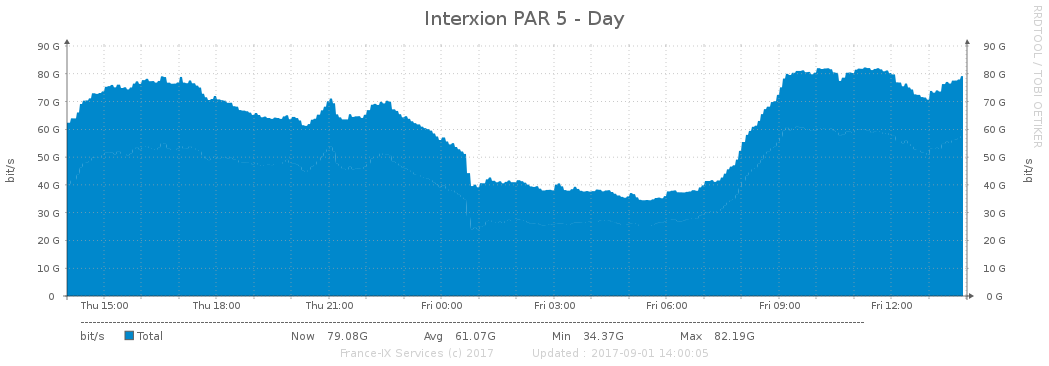 Interxion PAR 5 - Day
RRDTOOL / TOBI OETIKER
90 G 90 G
80 G 80 G
70 G 70 G
60 G 60 G
50 G 50 G
40 G 40 G
30 G 30 G
20 G 20 G
10 G 10 G
0 0 G
bit/s bit/s
Thu 15:00 Thu 18:00 Thu 21:00 Fri 00:00 Fri 03:00 Fri 06:00 Fri 09:00 Fri 12:00
bit/s Total Now 79.08G Avg 61.07G Min 34.37G Max 82.19G
France-IX Services (c) 2017 Updated : 2017-09-01 14:00:05